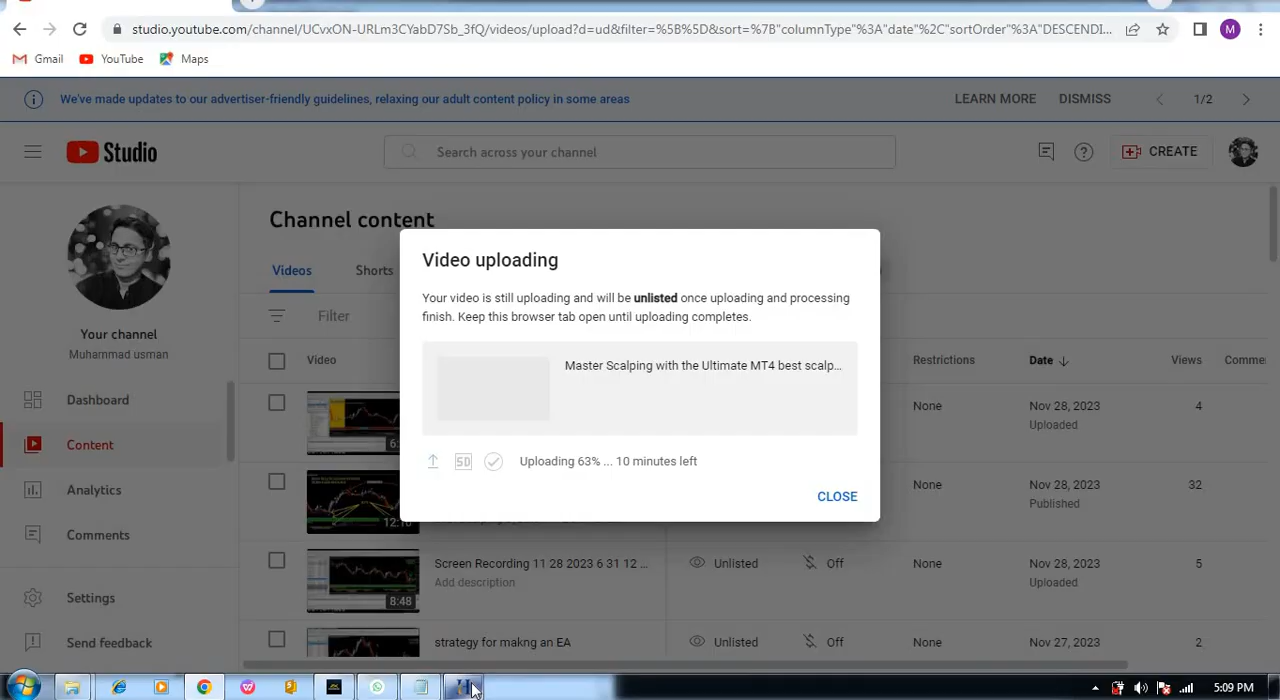 studio.youtube.com/channel/UCvxON-URLm3CYabD7Sb_3fQ/videos/upload?d=ud&filter=%5B%5D&sort=%7B"columnType"%3A"date"%2C"sortOrder"%3A"DESCENDI...
M
Gmail YouTube Maps
We've made updates to our advertiser-friendly guidelines, relaxing our adult content policy in some areas LEARN MORE DISMISS 1/2
Studio Search across your channel CREATE
Channel content
Videos Shorts
Filter
Your channel
Muhammad usman
Dashboard
Content
Analytics
Comments
Settings
Send feedback
Video uploading
Your video is still uploading and will be unlisted once uploading and processing
finish. Keep this browser tab open until uploading completes.
Master Scalping with the Ultimate MT4 best scalp...
SD Uploading 63% ... 10 minutes left
CLOSE
Video Restrictions Date Views Comme
None Nov 28, 2023 4
Uploaded
None Nov 28, 2023 32
Published
Screen Recording 11 28 2023 6 31 12 ... Unlisted Off None Nov 28, 2023 5
Add description Uploaded
8:48
strategy for makng an EA Unlisted Off None Nov 27, 2023 2
5:09 PM